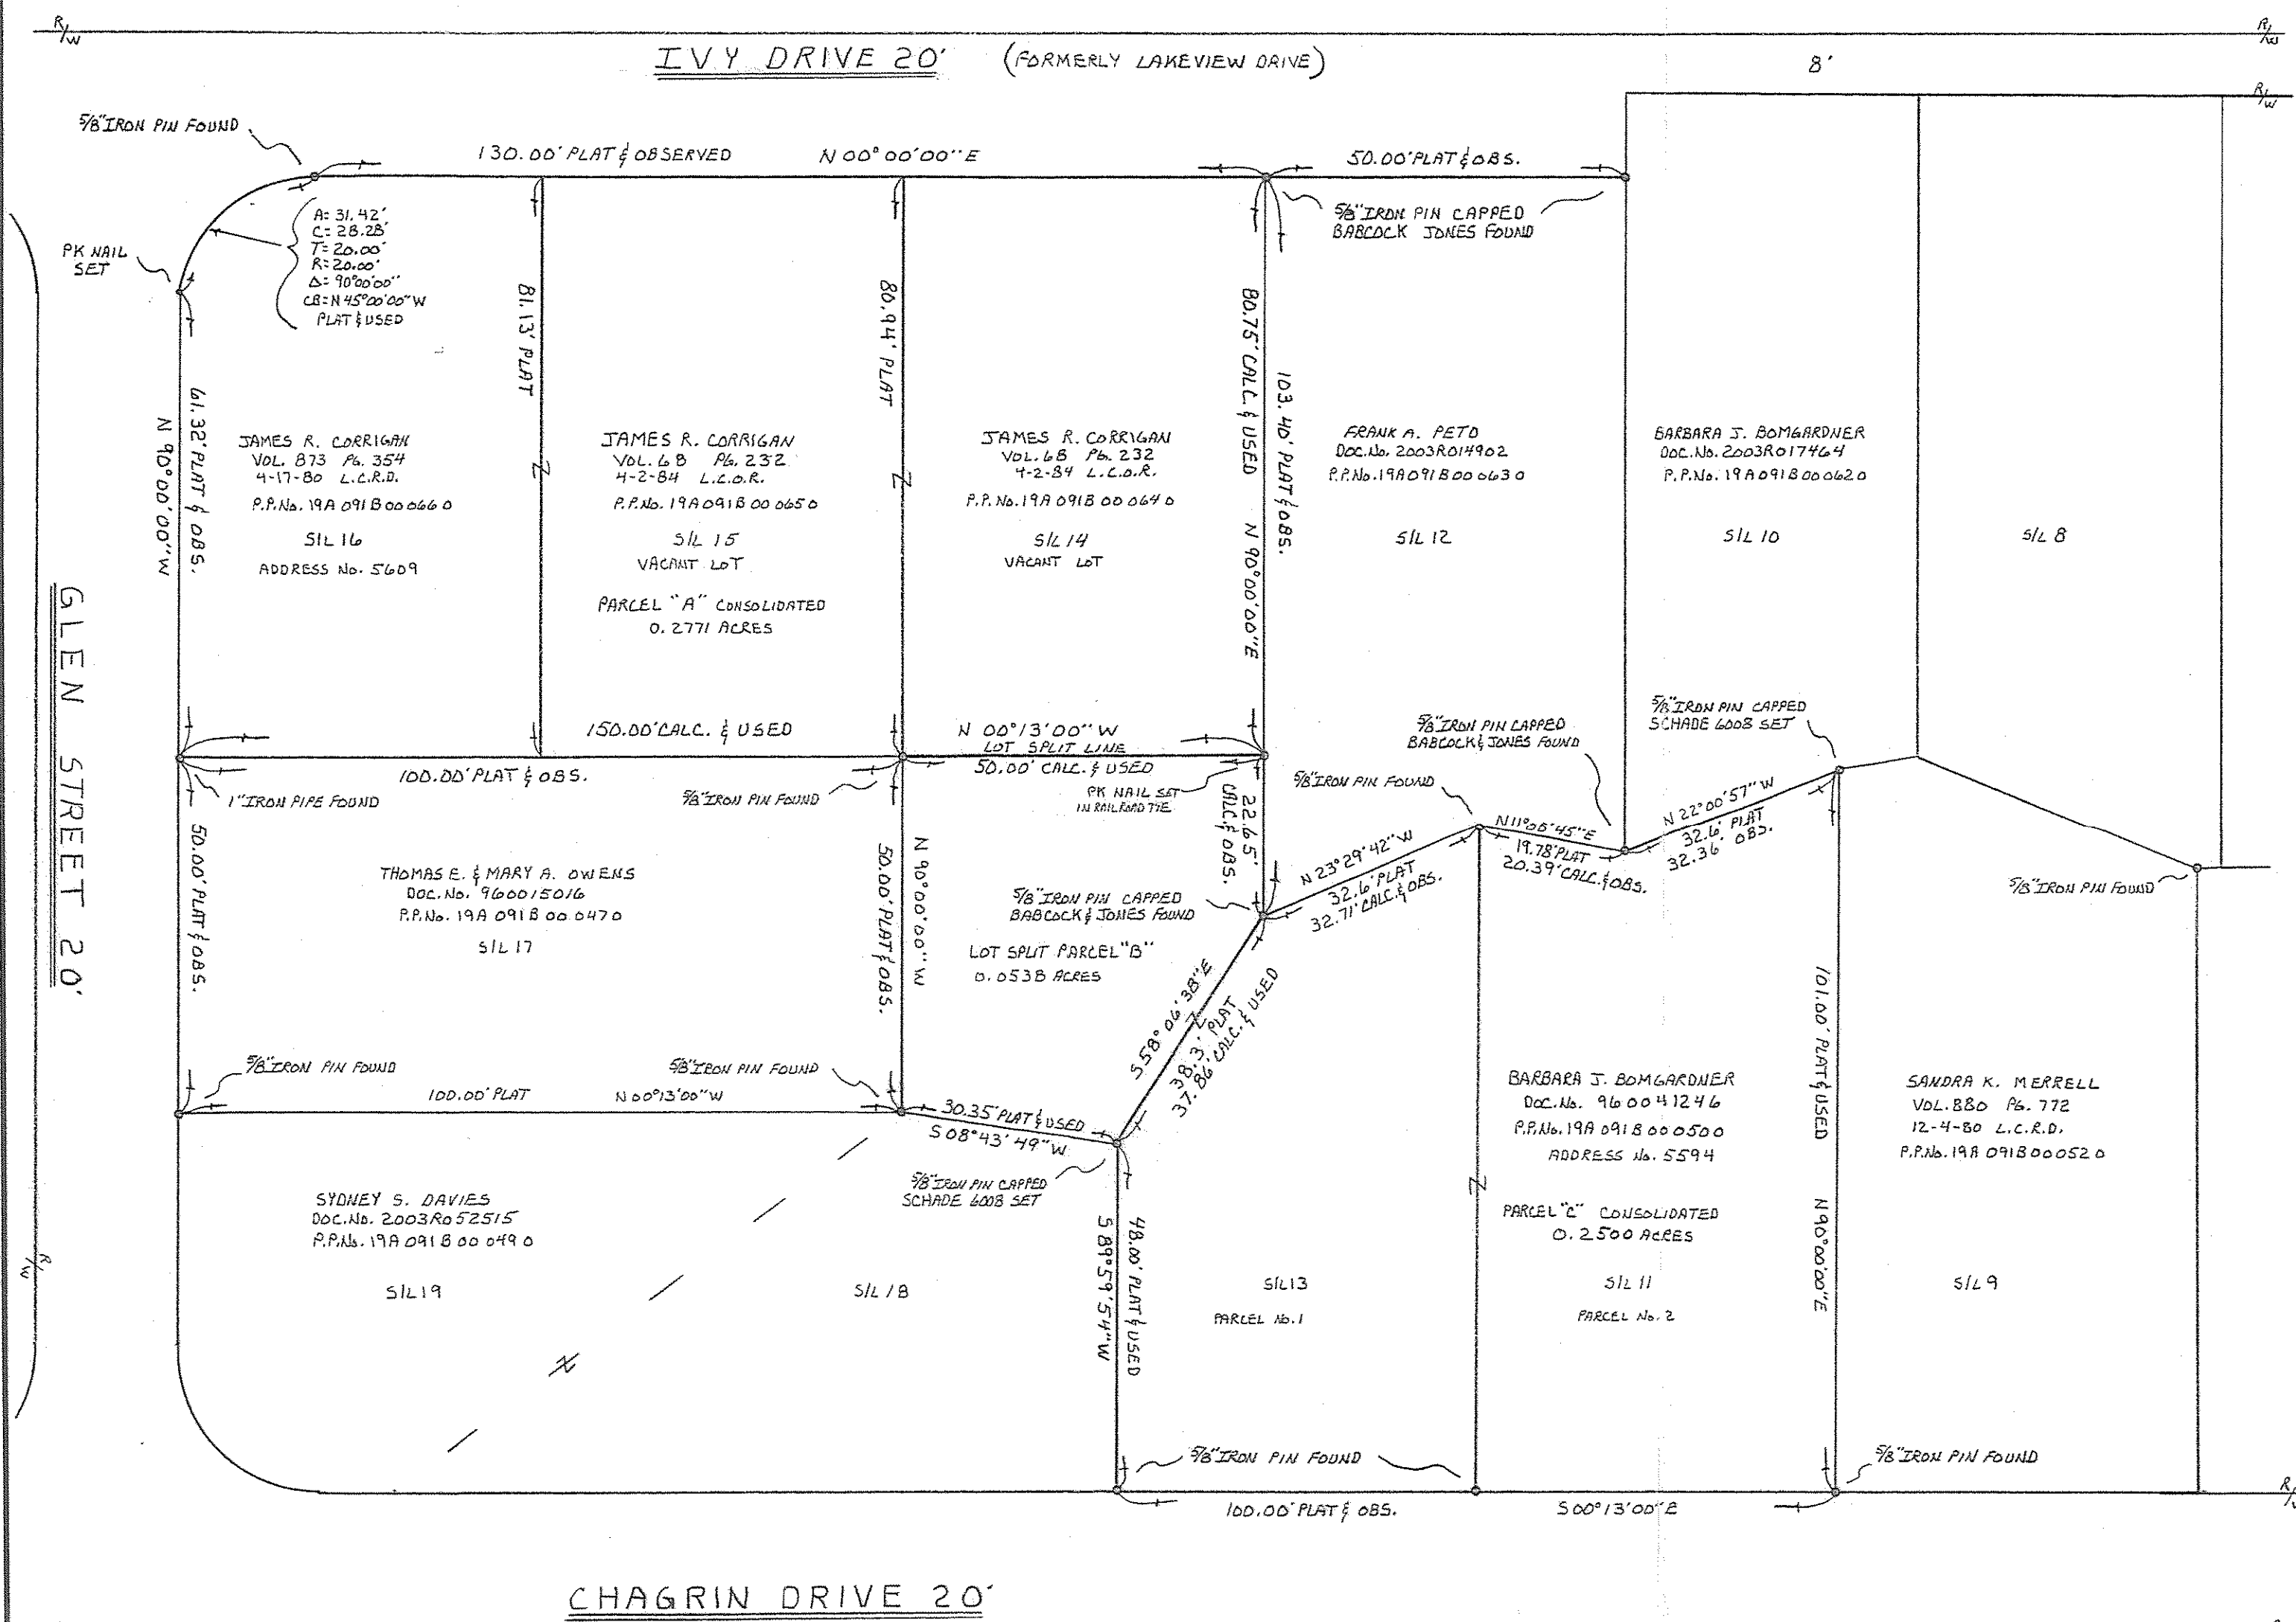 R/W
R/W
IVY DRIVE 20' (FORMERLY LAKEVIEW DRIVE)
8'
R/W
5/8" IRON PIN FOUND
130.00' PLAT & OBSERVED N 00°00'00" E
50.00' PLAT & OBS.
5/8" IRON PIN CAPPED
BABCOCK JONES FOUND
A= 31.42'
C= 28.28'
T= 20.00'
R= 20.00'
Δ= 90°00'00"
CB= N 45°00'00" W
PLAT & USED
PK NAIL
SET
61.32' PLAT & OBS.
N 90°00'00" W
81.13' PLAT
80.94' PLAT
80.75' CALC. & USED N 90°00'00" E
103.40' PLAT & OBS.
JAMES R. CORRIGAN
VOL. 873 PG. 354
4-17-80 L.C.R.D.
P.P.No. 19A 091B 00 066 0
S/L 16
ADDRESS No. 5609
JAMES R. CORRIGAN
VOL. 68 PG. 232
4-2-84 L.C.O.R.
P.P.No. 19A 091B 00 065 0
S/L 15
VACANT LOT
PARCEL "A" CONSOLIDATED
0.2771 ACRES
JAMES R. CORRIGAN
VOL. 68 PG. 232
4-2-84 L.C.O.R.
P.P.No. 19A 091B 00 064 0
S/L 14
VACANT LOT
FRANK A. PETO
DOC.No. 2003R014902
P.P.No. 19A 091B 00 063 0
S/L 12
BARBARA J. BOMGARDNER
DOC.No. 2003R017464
P.P.No. 19A 091B 00 062 0
S/L 10
S/L 8
GLEN STREET 20'
150.00' CALC. & USED
N 00°13'00" W
LOT SPLIT LINE
50.00' CALC. & USED
100.00' PLAT & OBS.
1" IRON PIPE FOUND
5/8" IRON PIN FOUND
PK NAIL SET
IN RAILROAD TIE
22.65'
CALC. & OBS.
5/8" IRON PIN FOUND
5/8" IRON PIN CAPPED
BABCOCK & JONES FOUND
5/8" IRON PIN CAPPED
SCHADE 6008 SET
N 23°29'42" W
32.6' PLAT
32.71' CALC. & OBS.
N 11°06'45" E
19.78' PLAT
20.39' CALC. & OBS.
N 22°00'57" W
32.6' PLAT
32.36' OBS.
5/8" IRON PIN FOUND
50.00' PLAT & OBS.
THOMAS E. & MARY A. OWENS
DOC.No. 960015016
P.P.No. 19A 091B 00 047 0
S/L 17
N 90°00'00" W
50.00' PLAT & OBS.
5/8" IRON PIN CAPPED
BABCOCK & JONES FOUND
LOT SPLIT PARCEL "B"
0.0538 ACRES
S 58°06'38" E
38.3' PLAT
37.86' CALC. & USED
101.00' PLAT & USED N 90°00'00" E
5/8" IRON PIN FOUND
5/8" IRON PIN FOUND
100.00' PLAT N 00°13'00" W
30.35' PLAT & USED
S 08°43'49" W
5/8" IRON PIN CAPPED
SCHADE 6008 SET
SYDNEY S. DAVIES
DOC.No. 2003R052515
P.P.No. 19A 091B 00 049 0
S/L 19
S/L 18
48.00' PLAT & USED
S 89°59'54" W
S/L 13
PARCEL No. 1
BARBARA J. BOMGARDNER
DOC.No. 960041246
P.P.No. 19A 091B 00 050 0
ADDRESS No. 5594
PARCEL "C" CONSOLIDATED
0.2500 ACRES
S/L 11
PARCEL No. 2
SANDRA K. MERRELL
VOL. 880 PG. 772
12-4-80 L.C.R.D.
P.P.No. 19A 091B 00 052 0
S/L 9
R/W
5/8" IRON PIN FOUND
5/8" IRON PIN FOUND
100.00' PLAT & OBS. S 00°13'00" E
CHAGRIN DRIVE 20'